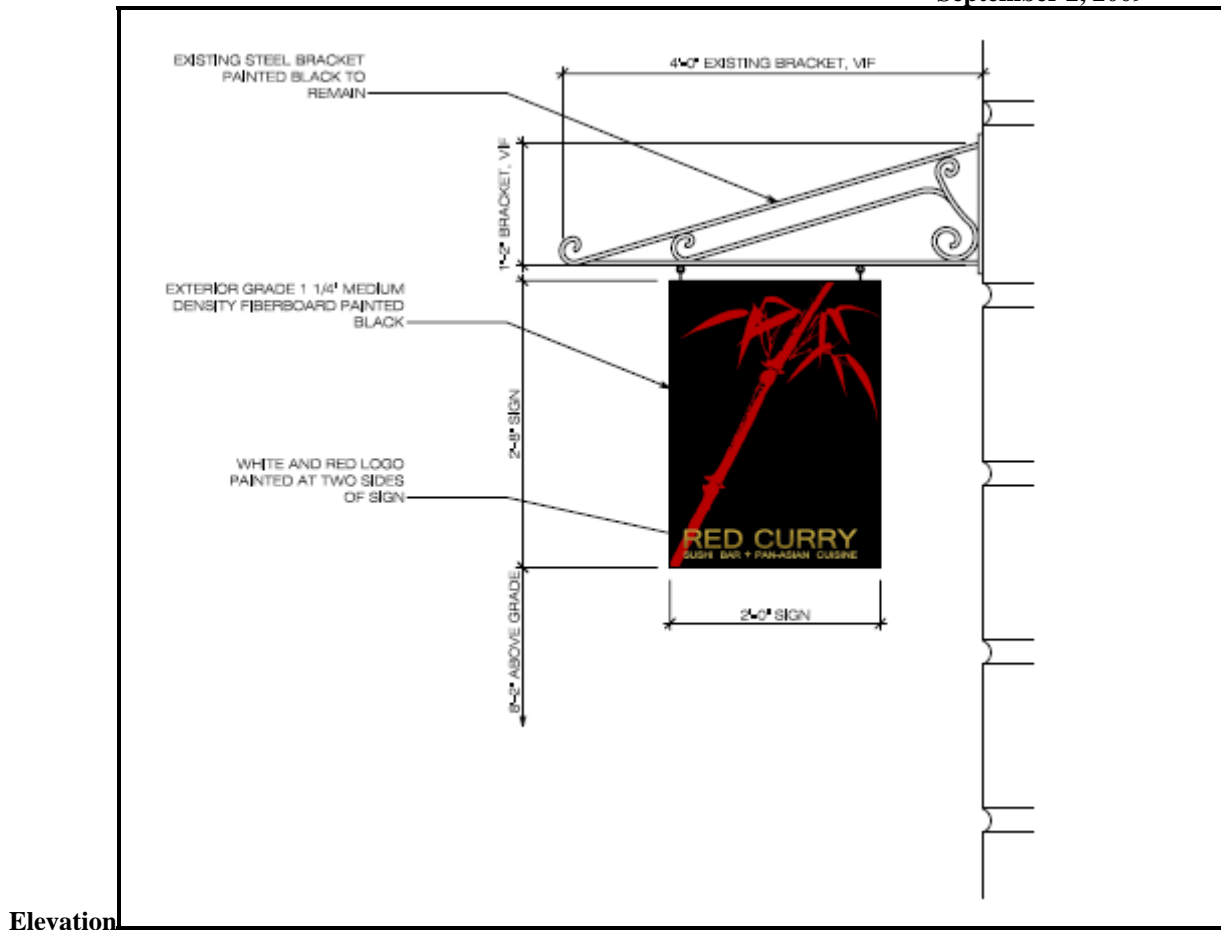 September 2, 2009
EXISTING STEEL BRACKET
PAINTED BLACK TO
REMAIN
4'-0" EXISTING BRACKET, VIF
1'-2" BRACKET, VIF
EXTERIOR GRADE 1 1/4" MEDIUM
DENSITY FIBERBOARD PAINTED
BLACK
2'-8" SIGN
WHITE AND RED LOGO
PAINTED AT TWO SIDES
OF SIGN
RED CURRY
SUSHI BAR + PAN-ASIAN CUISINE
2'-0" SIGN
8'-2" ABOVE GRADE
Elevation